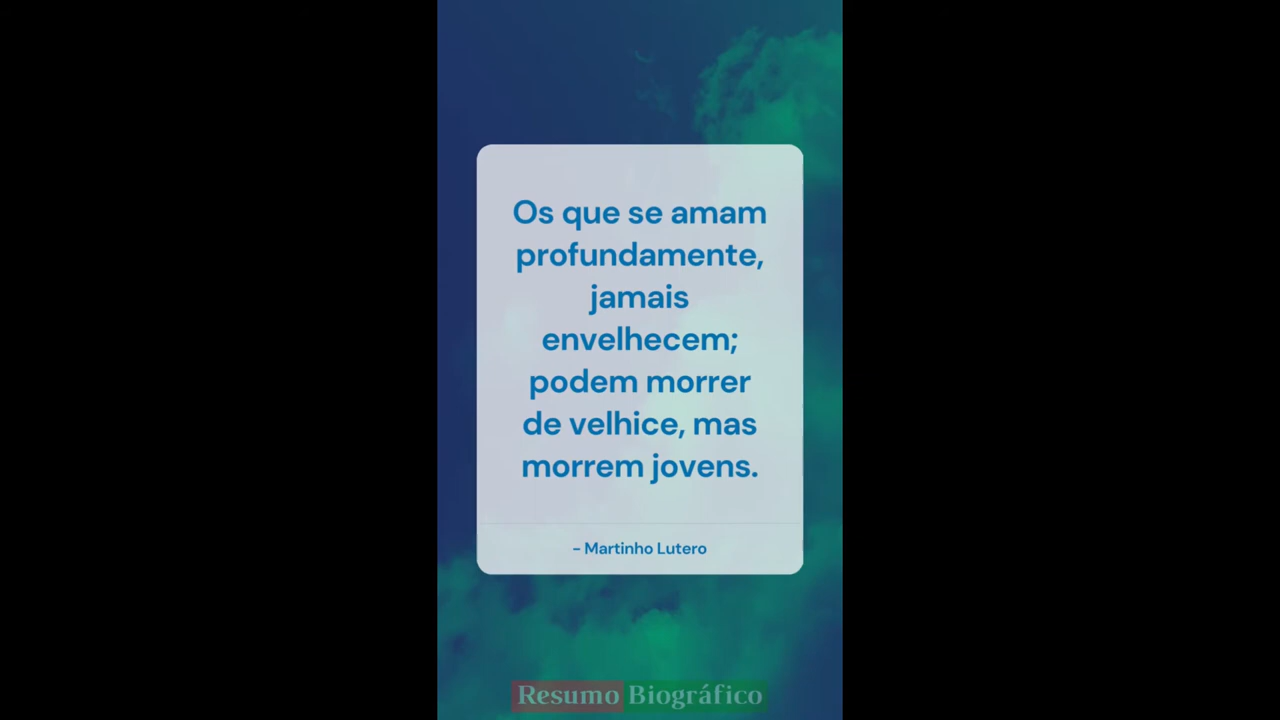 Os que se amam
profundamente,
jamais
envelhecem;
podem morrer
de velhice, mas
morrem jovens.
- Martinho Lutero
Resumo Biográfico